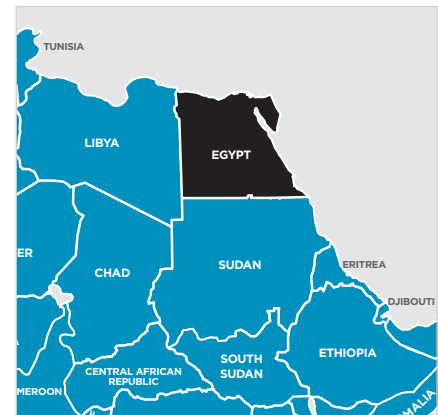 TUNISIA
LIBYA
EGYPT
ER
CHAD
SUDAN
ERITREA
DJIBOUTI
A
CENTRAL AFRICAN
REPUBLIC
SOUTH
SUDAN
ETHIOPIA
MEROON
MALIA